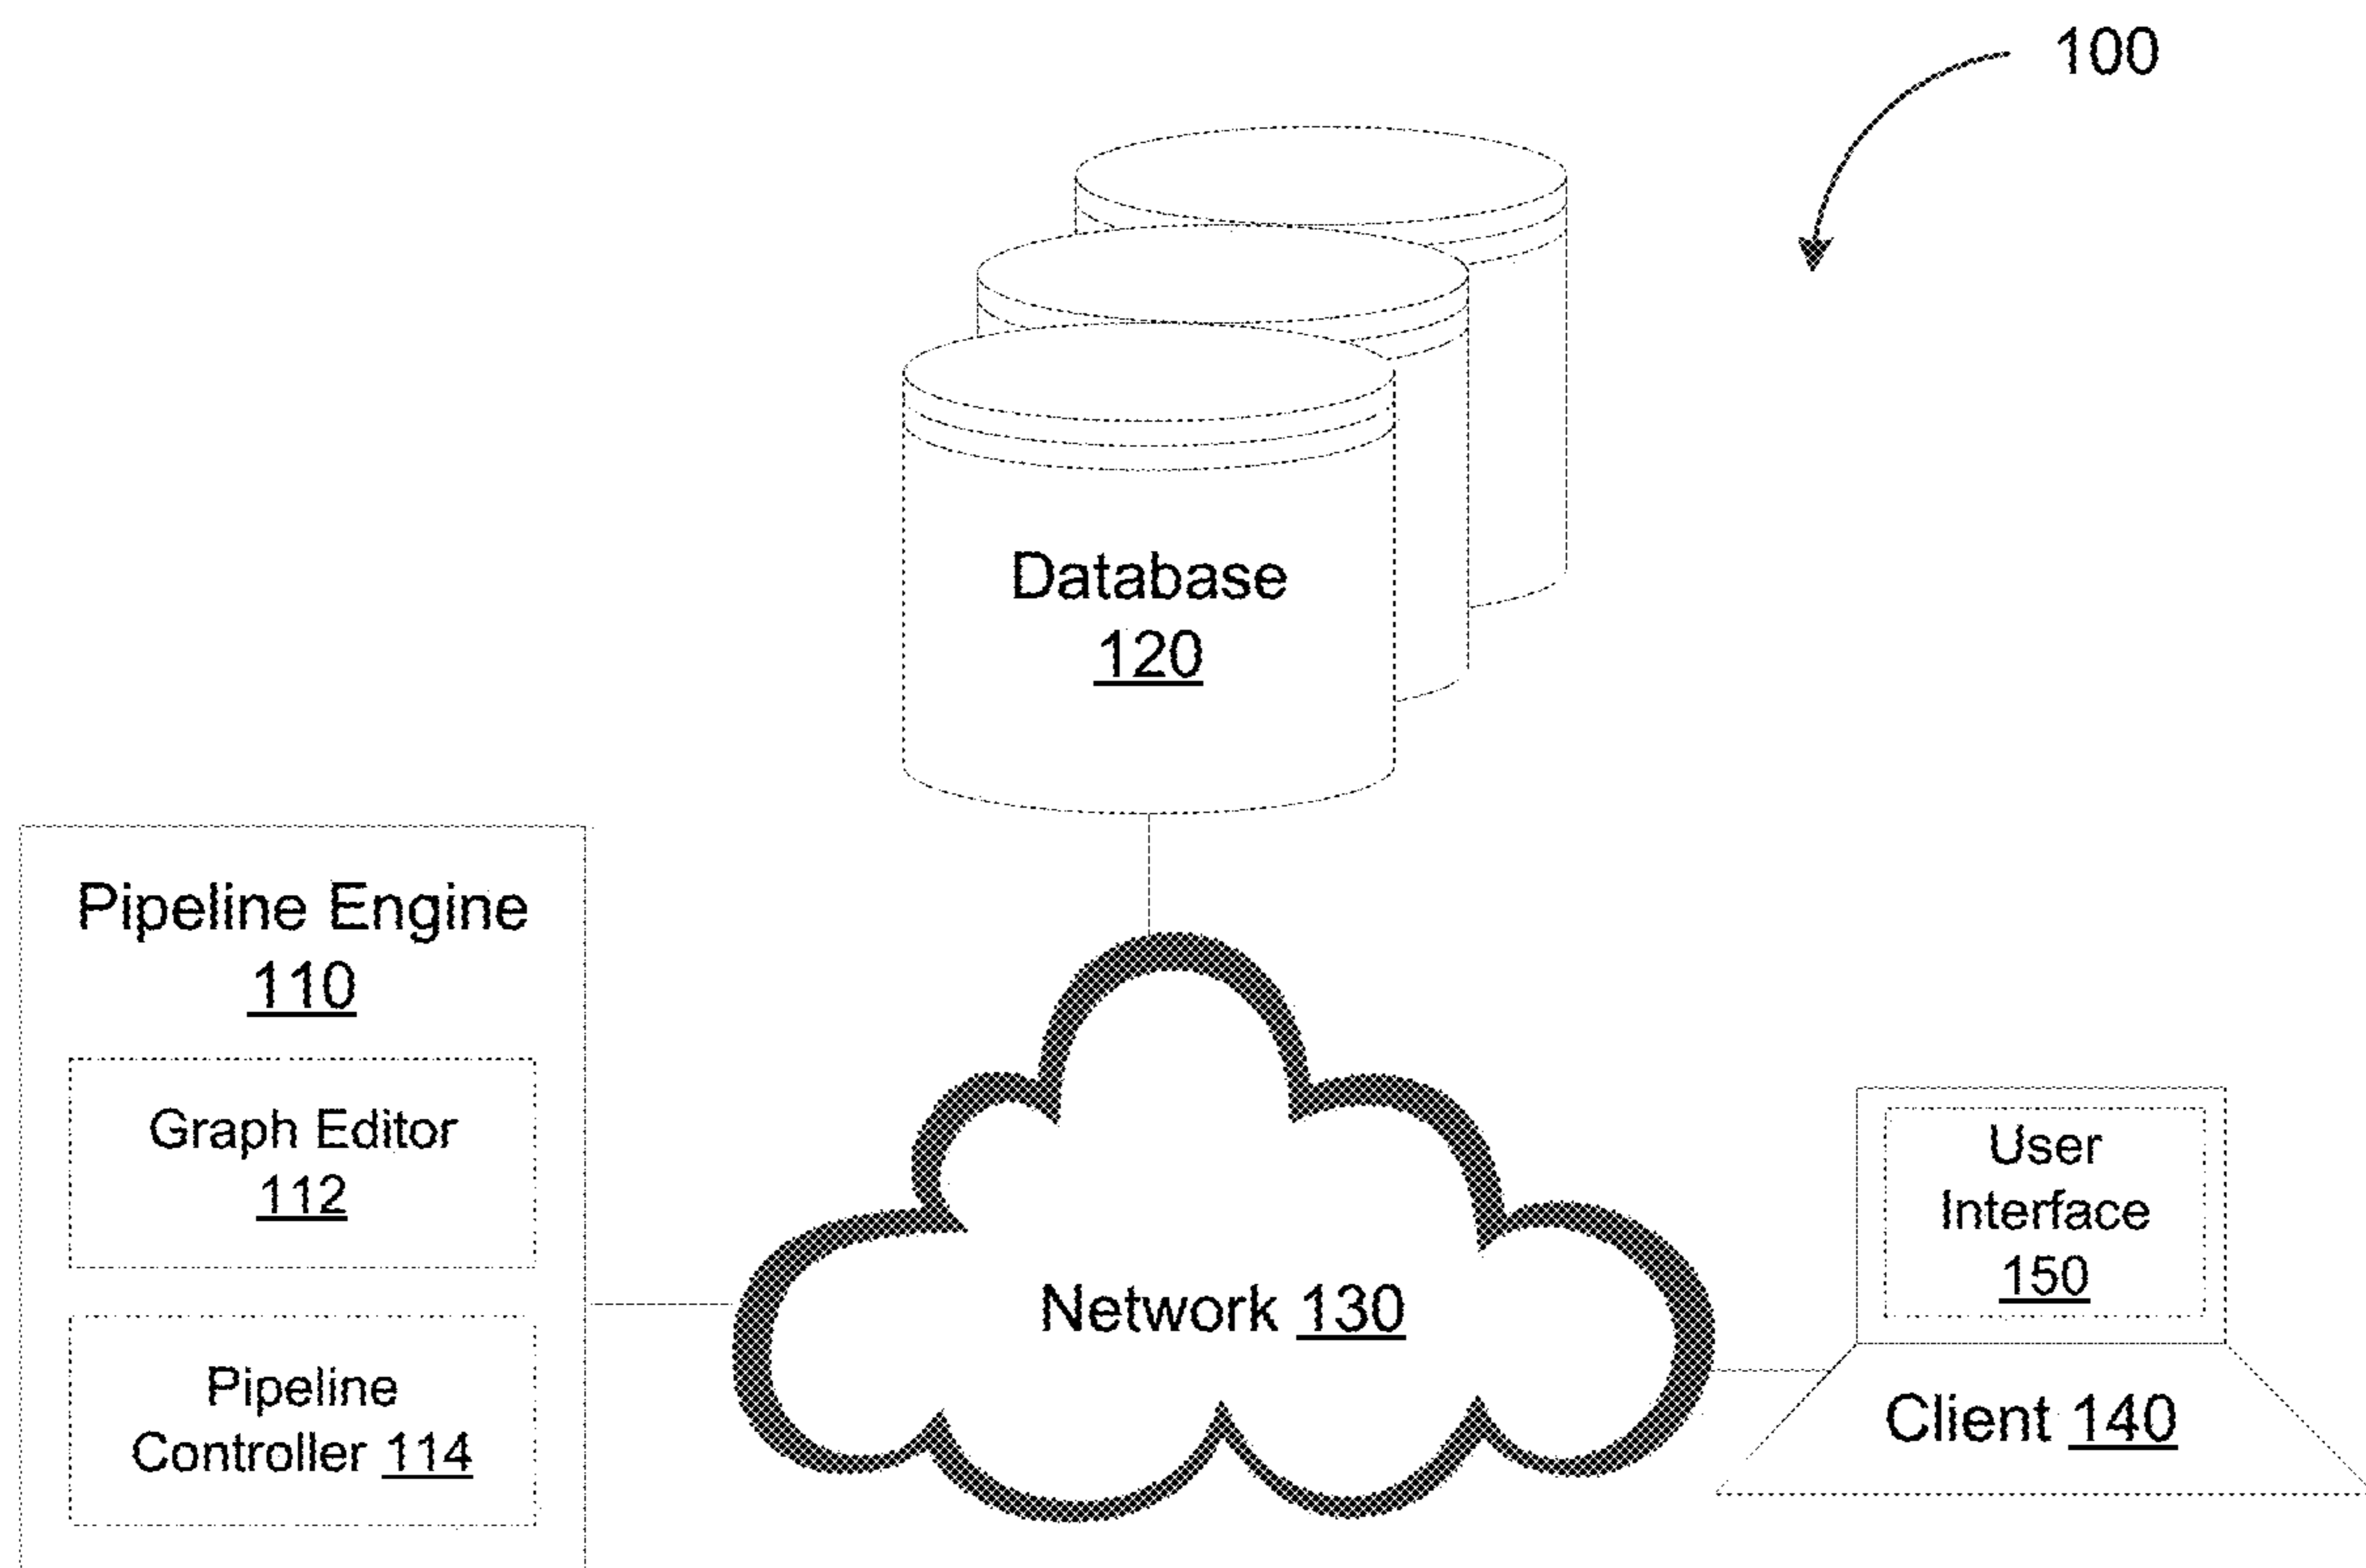 100
Database
120
Pipeline Engine
110
Graph Editor
112
Pipeline
Controller 114
Network 130
User
Interface
150
Client 140